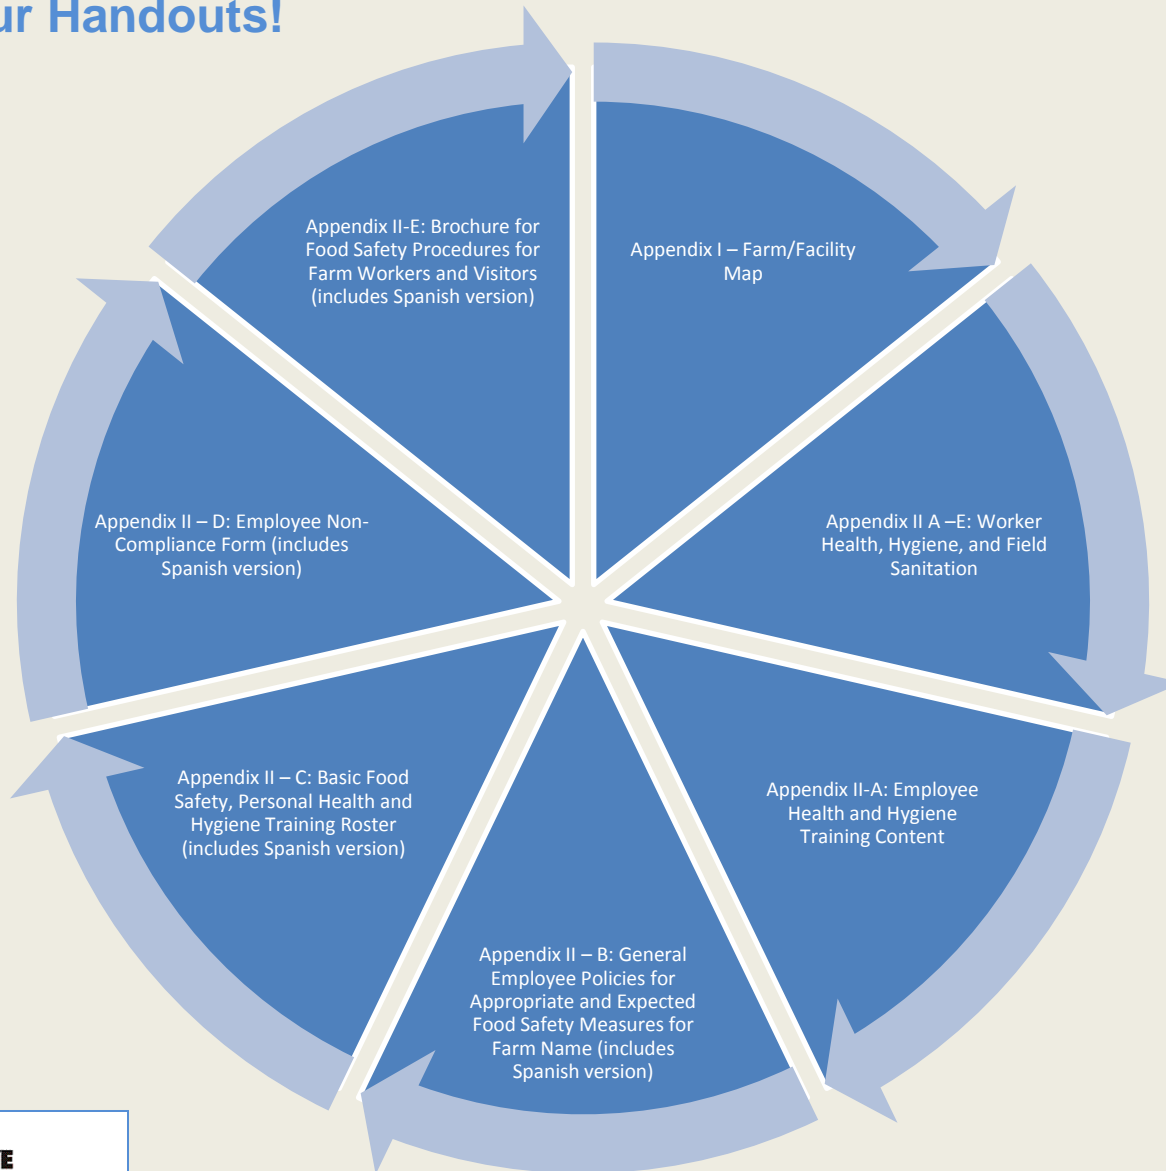 ur Handouts!
Appendix I – Farm/Facility
Map
Appendix II A –E: Worker
Health, Hygiene, and Field
Sanitation
Appendix II-A: Employee
Health and Hygiene
Training Content
Appendix II – B: General
Employee Policies for
Appropriate and Expected
Food Safety Measures for
Farm Name (includes
Spanish version)
Appendix II – C: Basic Food
Safety, Personal Health and
Hygiene Training Roster
(includes Spanish version)
Appendix II – D: Employee Non-
Compliance Form (includes
Spanish version)
Appendix II-E: Brochure for
Food Safety Procedures for
Farm Workers and Visitors
(includes Spanish version)